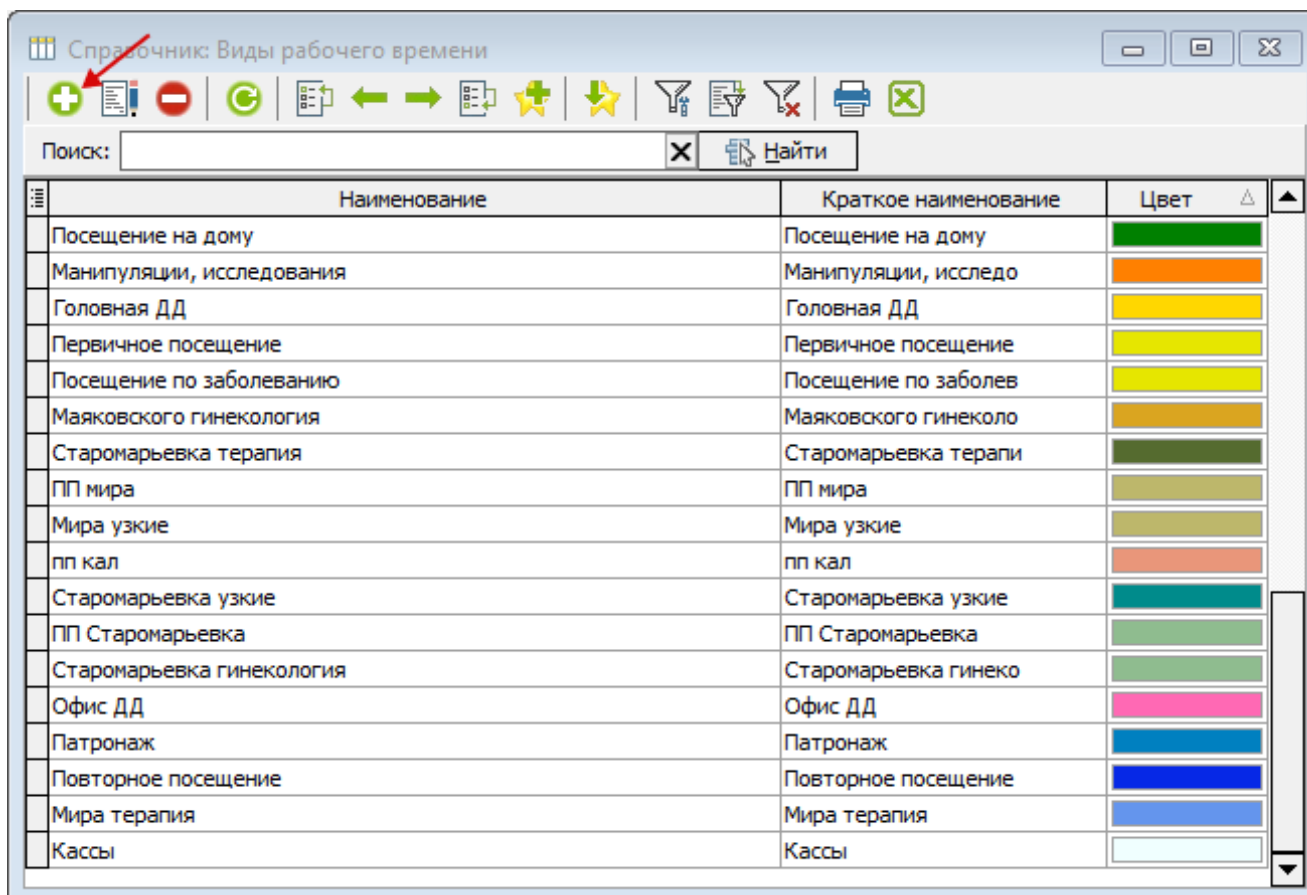 Справочник: Виды рабочего времени
Поиск: Найти
Наименование Краткое наименование Цвет
Посещение на дому Посещение на дому
Манипуляции, исследования Манипуляции, исследо
Головная ДД Головная ДД
Первичное посещение Первичное посещение
Посещение по заболеванию Посещение по заболев
Маяковского гинекология Маяковского гинеколо
Старомарьевка терапия Старомарьевка терапи
ПП мира ПП мира
Мира узкие Мира узкие
пп кал пп кал
Старомарьевка узкие Старомарьевка узкие
ПП Старомарьевка ПП Старомарьевка
Старомарьевка гинекология Старомарьевка гинеко
Офис ДД Офис ДД
Патронаж Патронаж
Повторное посещение Повторное посещение
Мира терапия Мира терапия
Кассы Кассы